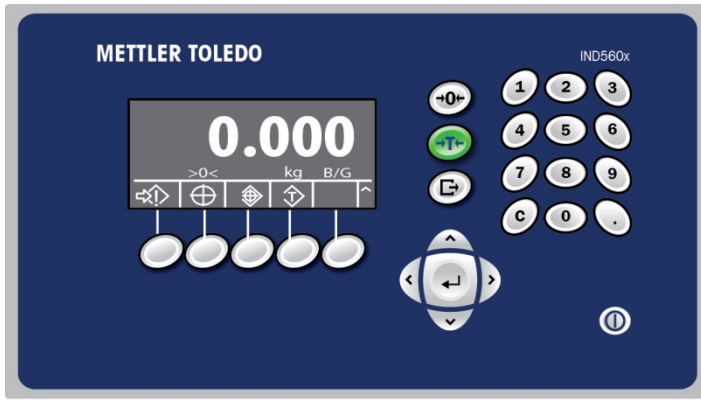 METTLER TOLEDO
IND560x
0.000
>0<
kg
B/G
→0←
→T←
1 2 3
4 5 6
7 8 9
C 0 .
T